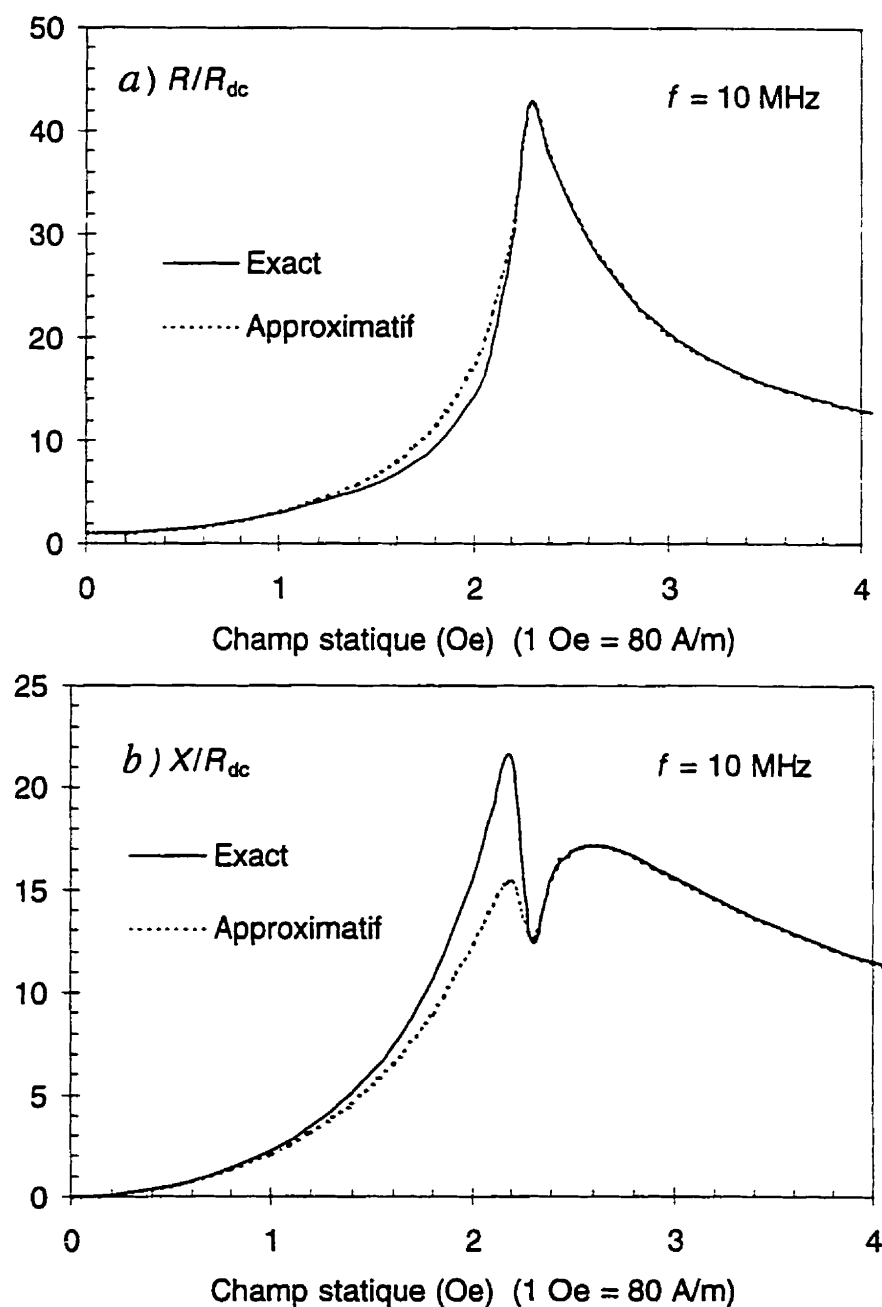 50
a) R/Rdc
f = 10 MHz
40
30
Exact
Approximatif
20
10
0
0 1 2 3 4
Champ statique (Oe) (1 Oe = 80 A/m)
25
b) X/Rdc
f = 10 MHz
20
Exact
15
Approximatif
10
5
0
0 1 2 3 4
Champ statique (Oe) (1 Oe = 80 A/m)